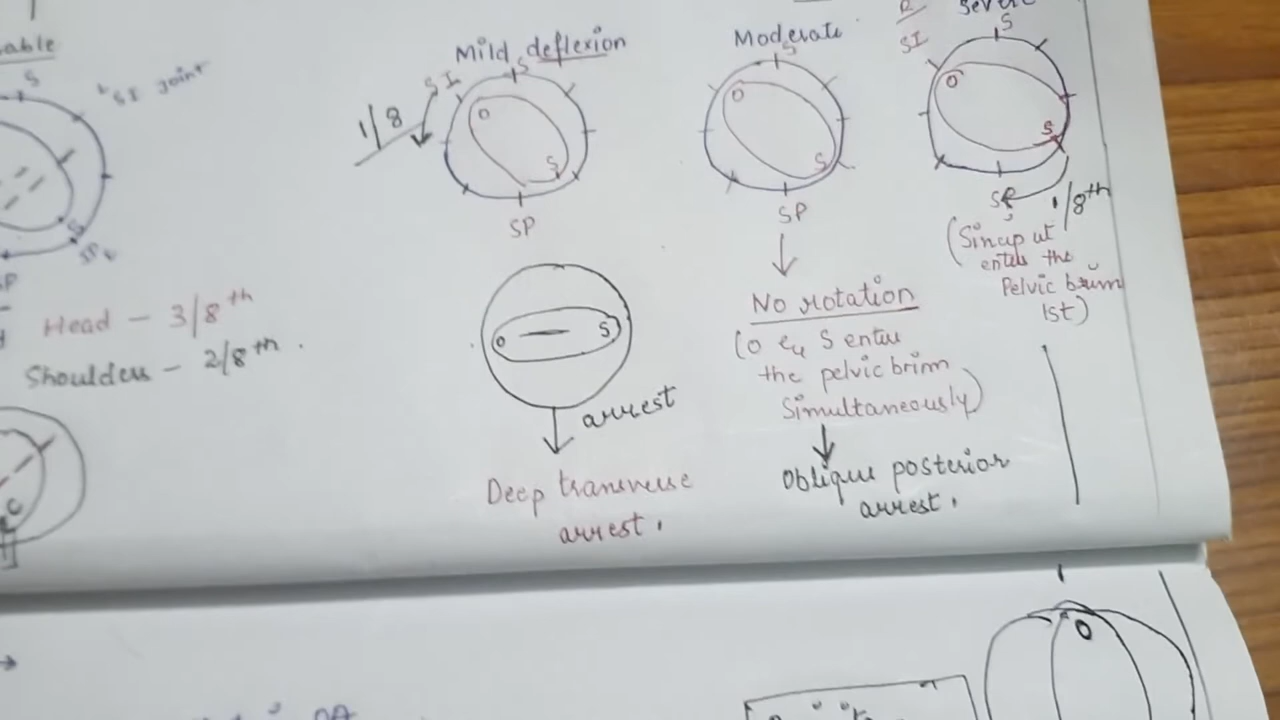 able
S
SI joint
S
SP
Head - 3/8th
Shoulders - 2/8th.
Mild deflexion
1/8
SI
S
O
S
SP
O
S
arrest
Deep transverse
arrest.
Moderate
S
O
S
SP
No rotation
(O S enter
the pelvic brim
Simultaneously)
Oblique posterior
arrest.
Severe
SI
S
O
S
SP
1/8th
(Sinciput
enters the
Pelvic brim
1st)
O